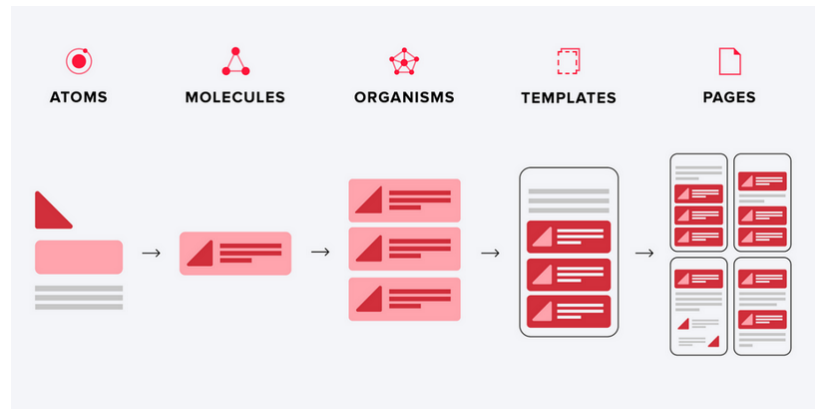 ATOMS
MOLECULES
ORGANISMS
TEMPLATES
PAGES